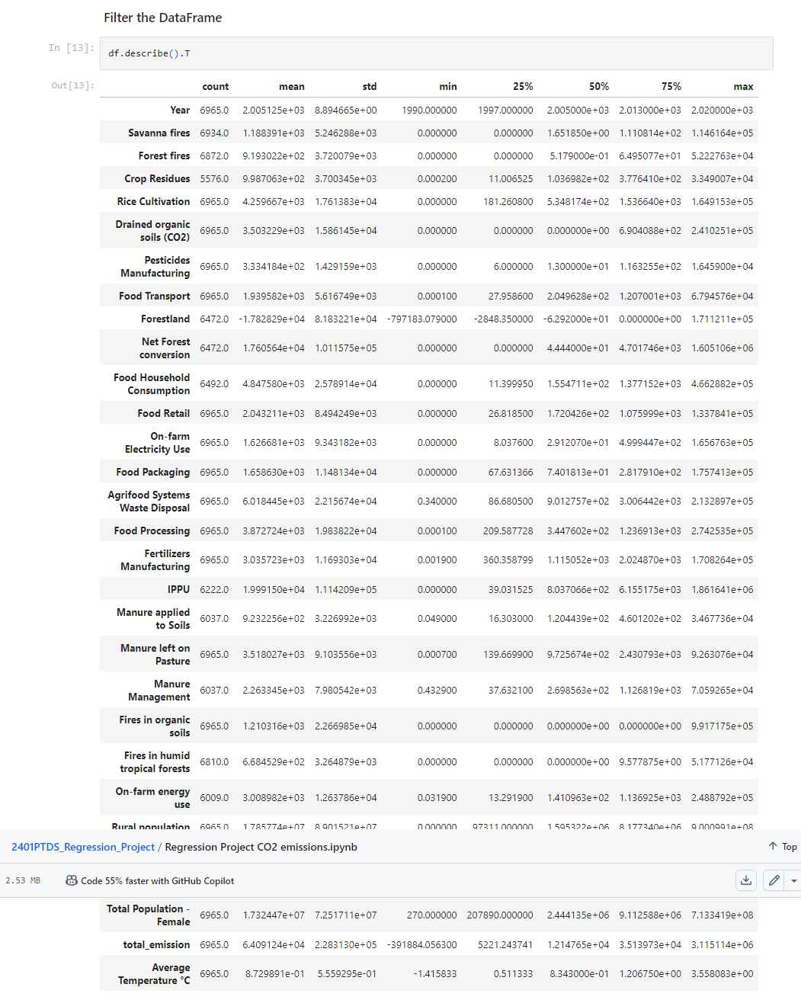 Filter the DataFrame
In [13]:
df.describe().T
Out[13]:
count mean std min 25% 50% 75% max
Year 6965.0 2.005125e+03 8.894665e+00 1990.000000 1997.000000 2.005000e+03 2.013000e+03 2.020000e+03
Savanna fires 6934.0 1.188391e+03 5.246288e+03 0.000000 0.000000 1.651850e+00 1.110814e+02 1.146164e+05
Forest fires 6872.0 9.193022e+02 3.720079e+03 0.000000 0.000000 5.179000e-01 6.495077e+01 5.222763e+04
Crop Residues 5576.0 9.987063e+02 3.700345e+03 0.000200 11.006525 1.036982e+02 3.776410e+02 3.349007e+04
Rice Cultivation 6965.0 4.259667e+03 1.761383e+04 0.000000 181.260800 5.348174e+02 1.536640e+03 1.649153e+05
Drained organic
soils (CO2) 6965.0 3.503229e+03 1.586145e+04 0.000000 0.000000 0.000000e+00 6.904088e+02 2.410251e+05
Pesticides
Manufacturing 6965.0 3.334184e+02 1.429159e+03 0.000000 6.000000 1.300000e+01 1.163255e+02 1.645900e+04
Food Transport 6965.0 1.939582e+03 5.616749e+03 0.000100 27.958600 2.049628e+02 1.207001e+03 6.794576e+04
Forestland 6472.0 -1.782829e+04 8.183221e+04 -797183.079000 -2848.350000 -6.292000e+01 0.000000e+00 1.711211e+05
Net Forest
conversion 6472.0 1.760564e+04 1.011575e+05 0.000000 0.000000 4.444000e+01 4.701746e+03 1.605106e+06
Food Household
Consumption 6492.0 4.847580e+03 2.578914e+04 0.000000 11.399950 1.554711e+02 1.377152e+03 4.662882e+05
Food Retail 6965.0 2.043211e+03 8.494249e+03 0.000000 26.818500 1.720426e+02 1.075999e+03 1.337841e+05
On-farm
Electricity Use 6965.0 1.626681e+03 9.343182e+03 0.000000 8.037600 2.912070e+01 4.999447e+02 1.656763e+05
Food Packaging 6965.0 1.658630e+03 1.148134e+04 0.000000 67.631366 7.401813e+01 2.817910e+02 1.757413e+05
Agrifood Systems
Waste Disposal 6965.0 6.018445e+03 2.215674e+04 0.340000 86.680500 9.012757e+02 3.006442e+03 2.132897e+05
Food Processing 6965.0 3.872724e+03 1.983822e+04 0.000100 209.587728 3.447602e+02 1.236913e+03 2.742535e+05
Fertilizers
Manufacturing 6965.0 3.035723e+03 1.169303e+04 0.001900 360.358799 1.115052e+03 2.024870e+03 1.708264e+05
IPPU 6222.0 1.999150e+04 1.114209e+05 0.000000 39.031525 8.037066e+02 6.155175e+03 1.861641e+06
Manure applied
to Soils 6037.0 9.232256e+02 3.226992e+03 0.049000 16.303000 1.204439e+02 4.601202e+02 3.467736e+04
Manure left on
Pasture 6965.0 3.518027e+03 9.103556e+03 0.000700 139.669900 9.725674e+02 2.430793e+03 9.263076e+04
Manure
Management 6037.0 2.263345e+03 7.980542e+03 0.432900 37.632100 2.698563e+02 1.126819e+03 7.059265e+04
Fires in organic
soils 6965.0 1.210316e+03 2.266985e+04 0.000000 0.000000 0.000000e+00 0.000000e+00 9.917175e+05
Fires in humid
tropical forests 6810.0 6.684529e+02 3.264879e+03 0.000000 0.000000 0.000000e+00 9.577875e+00 5.177126e+04
On-farm energy
use 6009.0 3.008982e+03 1.263786e+04 0.031900 13.291900 1.410963e+02 1.136925e+03 2.488792e+05
Rural population 6965.0 1.785774e+07 8.901521e+07 0.000000 97311.000000 1.595322e+06 8.177340e+06 9.000991e+08
2401PTDS_Regression_Project / Regression Project CO2 emissions.ipynb
Top
2.53 MB
Code 55% faster with GitHub Copilot
Total Population -
Female 6965.0 1.732447e+07 7.251711e+07 270.000000 207890.000000 2.444135e+06 9.112588e+06 7.133419e+08
total_emission 6965.0 6.409124e+04 2.283130e+05 -391884.056300 5221.243741 1.214765e+04 3.513973e+04 3.115114e+06
Average
Temperature °C 6965.0 8.729891e-01 5.559295e-01 -1.415833 0.511333 8.343000e-01 1.206750e+00 3.558083e+00